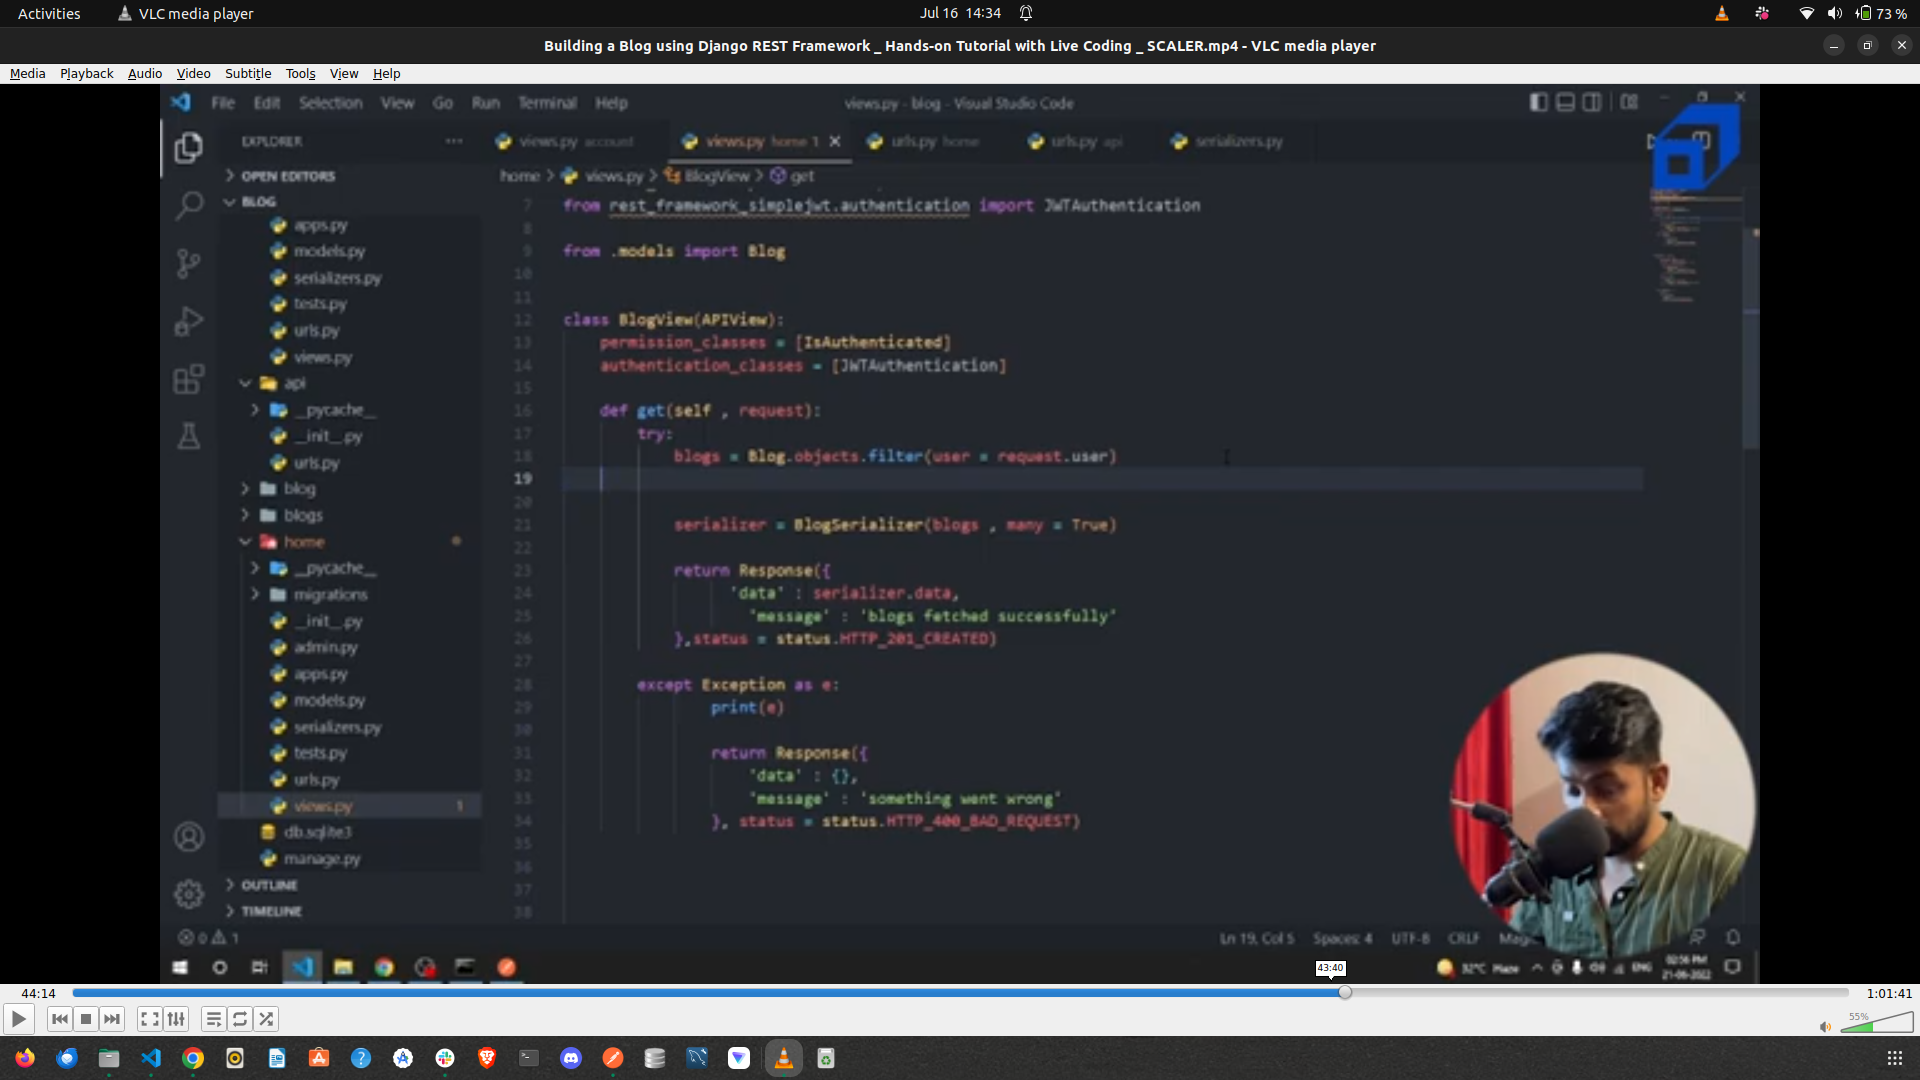 Activities VLC media player Jul 16 14:34 73 %
Building a Blog using Django REST Framework _ Hands-on Tutorial with Live Coding _ SCALER.mp4 - VLC media player
Media Playback Audio Video Subtitle Tools View Help
File Edit Selection View Go Run Terminal Help views.py - blog - Visual Studio Code
EXPLORER ··· views.py account views.py home 1 urls.py home urls.py api serializers.py
OPEN EDITORS
home > views.py > BlogView > get
BLOG
apps.py
models.py
serializers.py
tests.py
urls.py
views.py
api
__pycache__
__init__.py
urls.py
blog
blogs
home
__pycache__
migrations
__init__.py
admin.py
apps.py
models.py
serializers.py
tests.py
urls.py
views.py 1
db.sqlite3
manage.py
OUTLINE
TIMELINE
7 from rest_framework_simplejwt.authentication import JWTAuthentication
8
9 from .models import Blog
10
11
12 class BlogView(APIView):
13 permission_classes = [IsAuthenticated]
14 authentication_classes = [JWTAuthentication]
15
16 def get(self , request):
17 try:
18 blogs = Blog.objects.filter(user = request.user)
19
20
21 serializer = BlogSerializer(blogs , many = True)
22
23 return Response({
24 'data' : serializer.data,
25 'message' : 'blogs fetched successfully'
26 },status = status.HTTP_201_CREATED)
27
28 except Exception as e:
29 print(e)
30
31 return Response({
32 'data' : {},
33 'message' : 'something went wrong'
34 }, status = status.HTTP_400_BAD_REQUEST)
35
36
37
38
0 1 Ln 19, Col 5 Spaces: 4 UTF-8 CRLF
32°C Haze ENG 02:56 PM
21-06-2022
43:40
44:14 1:01:41
55%